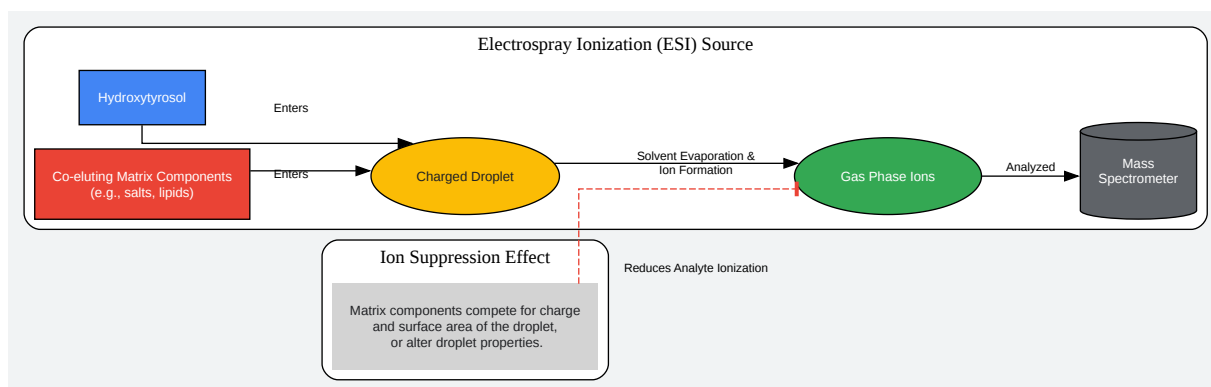 Electrospray Ionization (ESI) Source
Hydroxytyrosol
Enters
Co-eluting Matrix Components
(e.g., salts, lipids)
Enters
Charged Droplet
Solvent Evaporation &
Ion Formation
Gas Phase Ions
Analyzed
Mass
Spectrometer
Ion Suppression Effect
Reduces Analyte Ionization
Matrix components compete for charge
and surface area of the droplet,
or alter droplet properties.